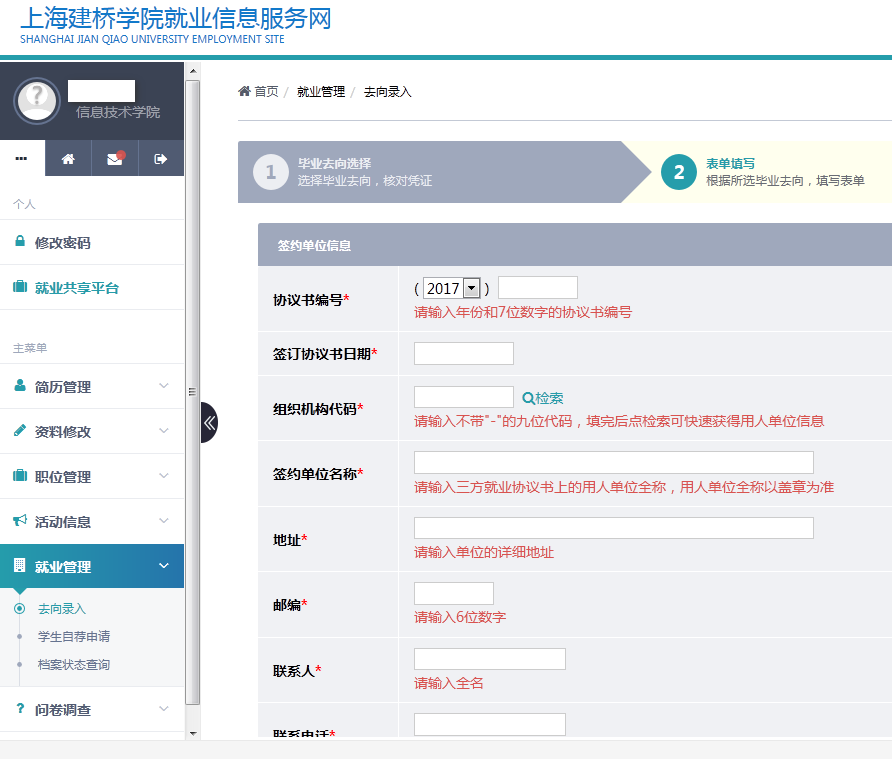 上海建桥学院就业信息服务网
SHANGHAI JIAN QIAO UNIVERSITY EMPLOYMENT SITE
信息技术学院
个人
修改密码
就业共享平台
主菜单
简历管理
资料修改
职位管理
活动信息
就业管理
去向录入
学生自荐申请
档案状态查询
问卷调查
首页 / 就业管理 / 去向录入
1 毕业去向选择
选择毕业去向，核对凭证
2 表单填写
根据所选毕业去向，填写表单
签约单位信息
协议书编号* ( 2017 )
请输入年份和7位数字的协议书编号
签订协议书日期*
组织机构代码* 检索
请输入不带"-"的九位代码，填完后点检索可快速获得用人单位信息
签约单位名称*
请输入三方就业协议书上的用人单位全称，用人单位全称以盖章为准
地址*
请输入单位的详细地址
邮编*
请输入6位数字
联系人*
请输入全名
联系电话*